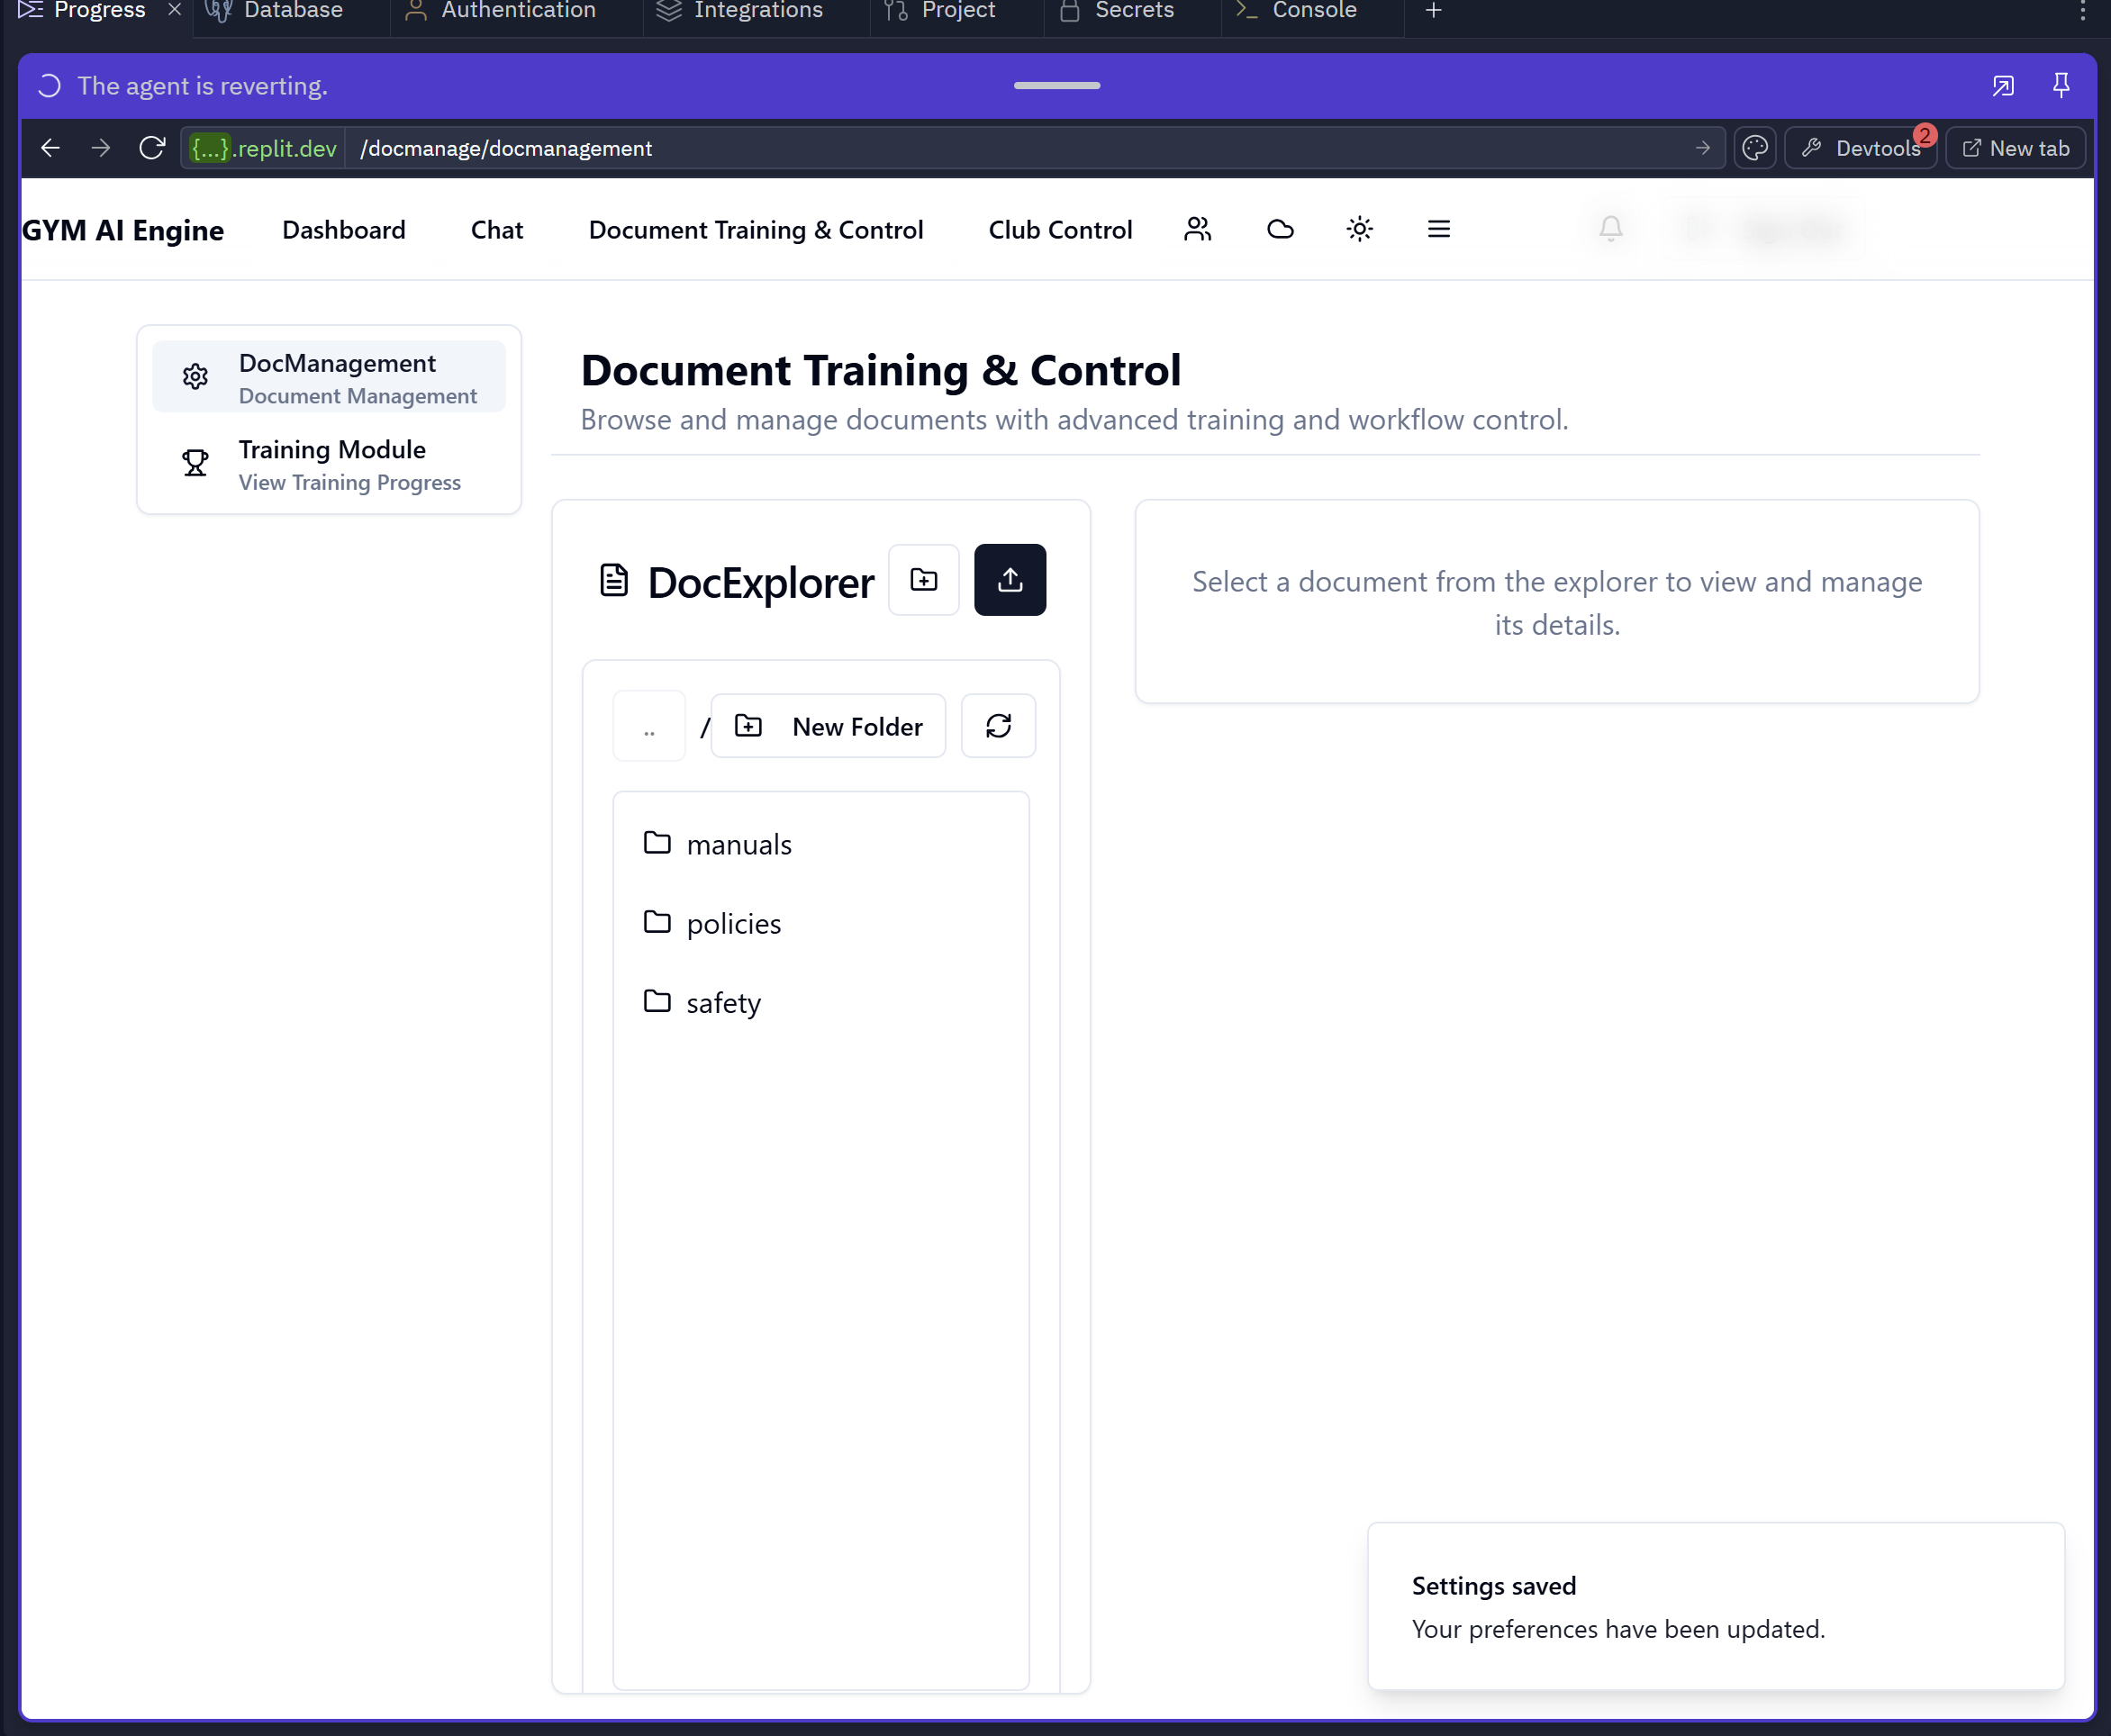 Progress Database Authentication Integrations Project Secrets Console
The agent is reverting.
{...}.replit.dev /docmanage/docmanagement Devtools 2 New tab
GYM AI Engine Dashboard Chat Document Training & Control Club Control
DocManagement
Document Management
Training Module
View Training Progress
Document Training & Control
Browse and manage documents with advanced training and workflow control.
DocExplorer
.. / New Folder
manuals
policies
safety
Select a document from the explorer to view and manage
its details.
Settings saved
Your preferences have been updated.